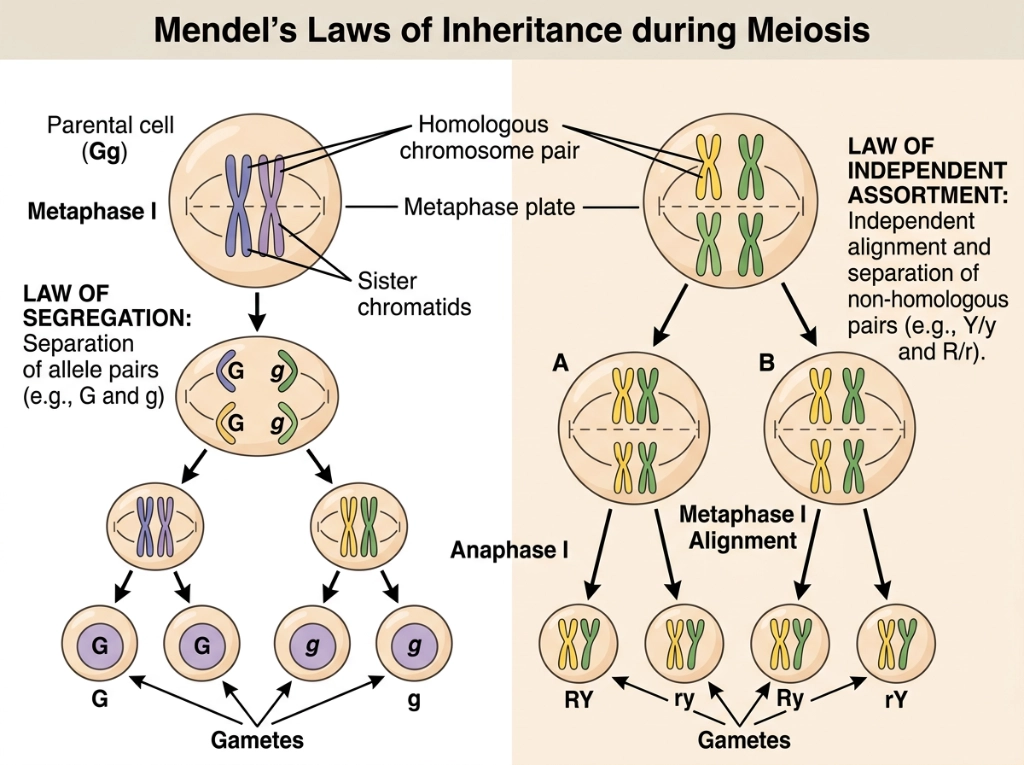 Mendel's Laws of Inheritance during Meiosis
Parental cell
(Gg)
Metaphase I
Homologous
chromosome pair
Metaphase plate
Sister
chromatids
LAW OF
SEGREGATION:
Separation
of allele pairs
(e.g., G and g)
G g
G g
G
G
g
g
G
g
Gametes
LAW OF
INDEPENDENT
ASSORTMENT:
Independent
alignment and
separation of
non-homologous
pairs (e.g., Y/y
and R/r).
A
B
Metaphase I
Alignment
Anaphase I
RY
ry
Ry
rY
Gametes